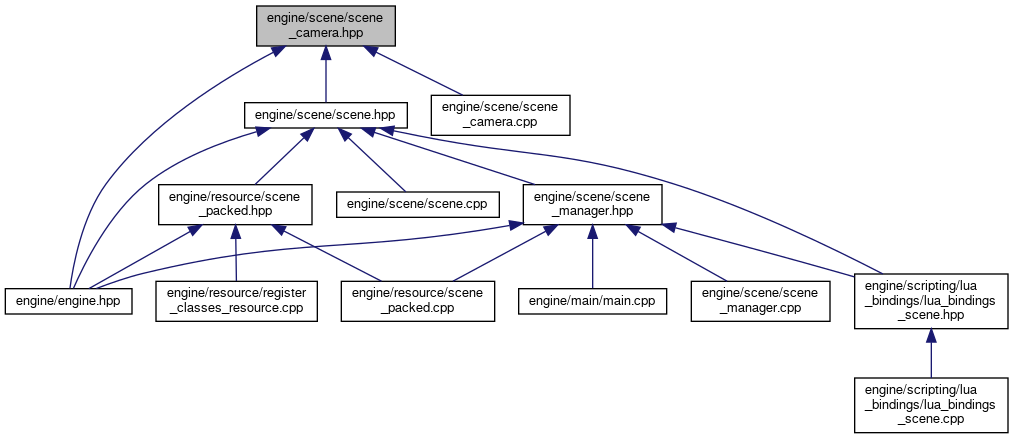 engine/scene/scene
_camera.hpp
engine/scene/scene.hpp
engine/scene/scene
_camera.cpp
engine/resource/scene
_packed.hpp
engine/scene/scene.cpp
engine/scene/scene
_manager.hpp
engine/engine.hpp
engine/resource/register
_classes_resource.cpp
engine/resource/scene
_packed.cpp
engine/main/main.cpp
engine/scene/scene
_manager.cpp
engine/scripting/lua
_bindings/lua_bindings
_scene.hpp
engine/scripting/lua
_bindings/lua_bindings
_scene.cpp